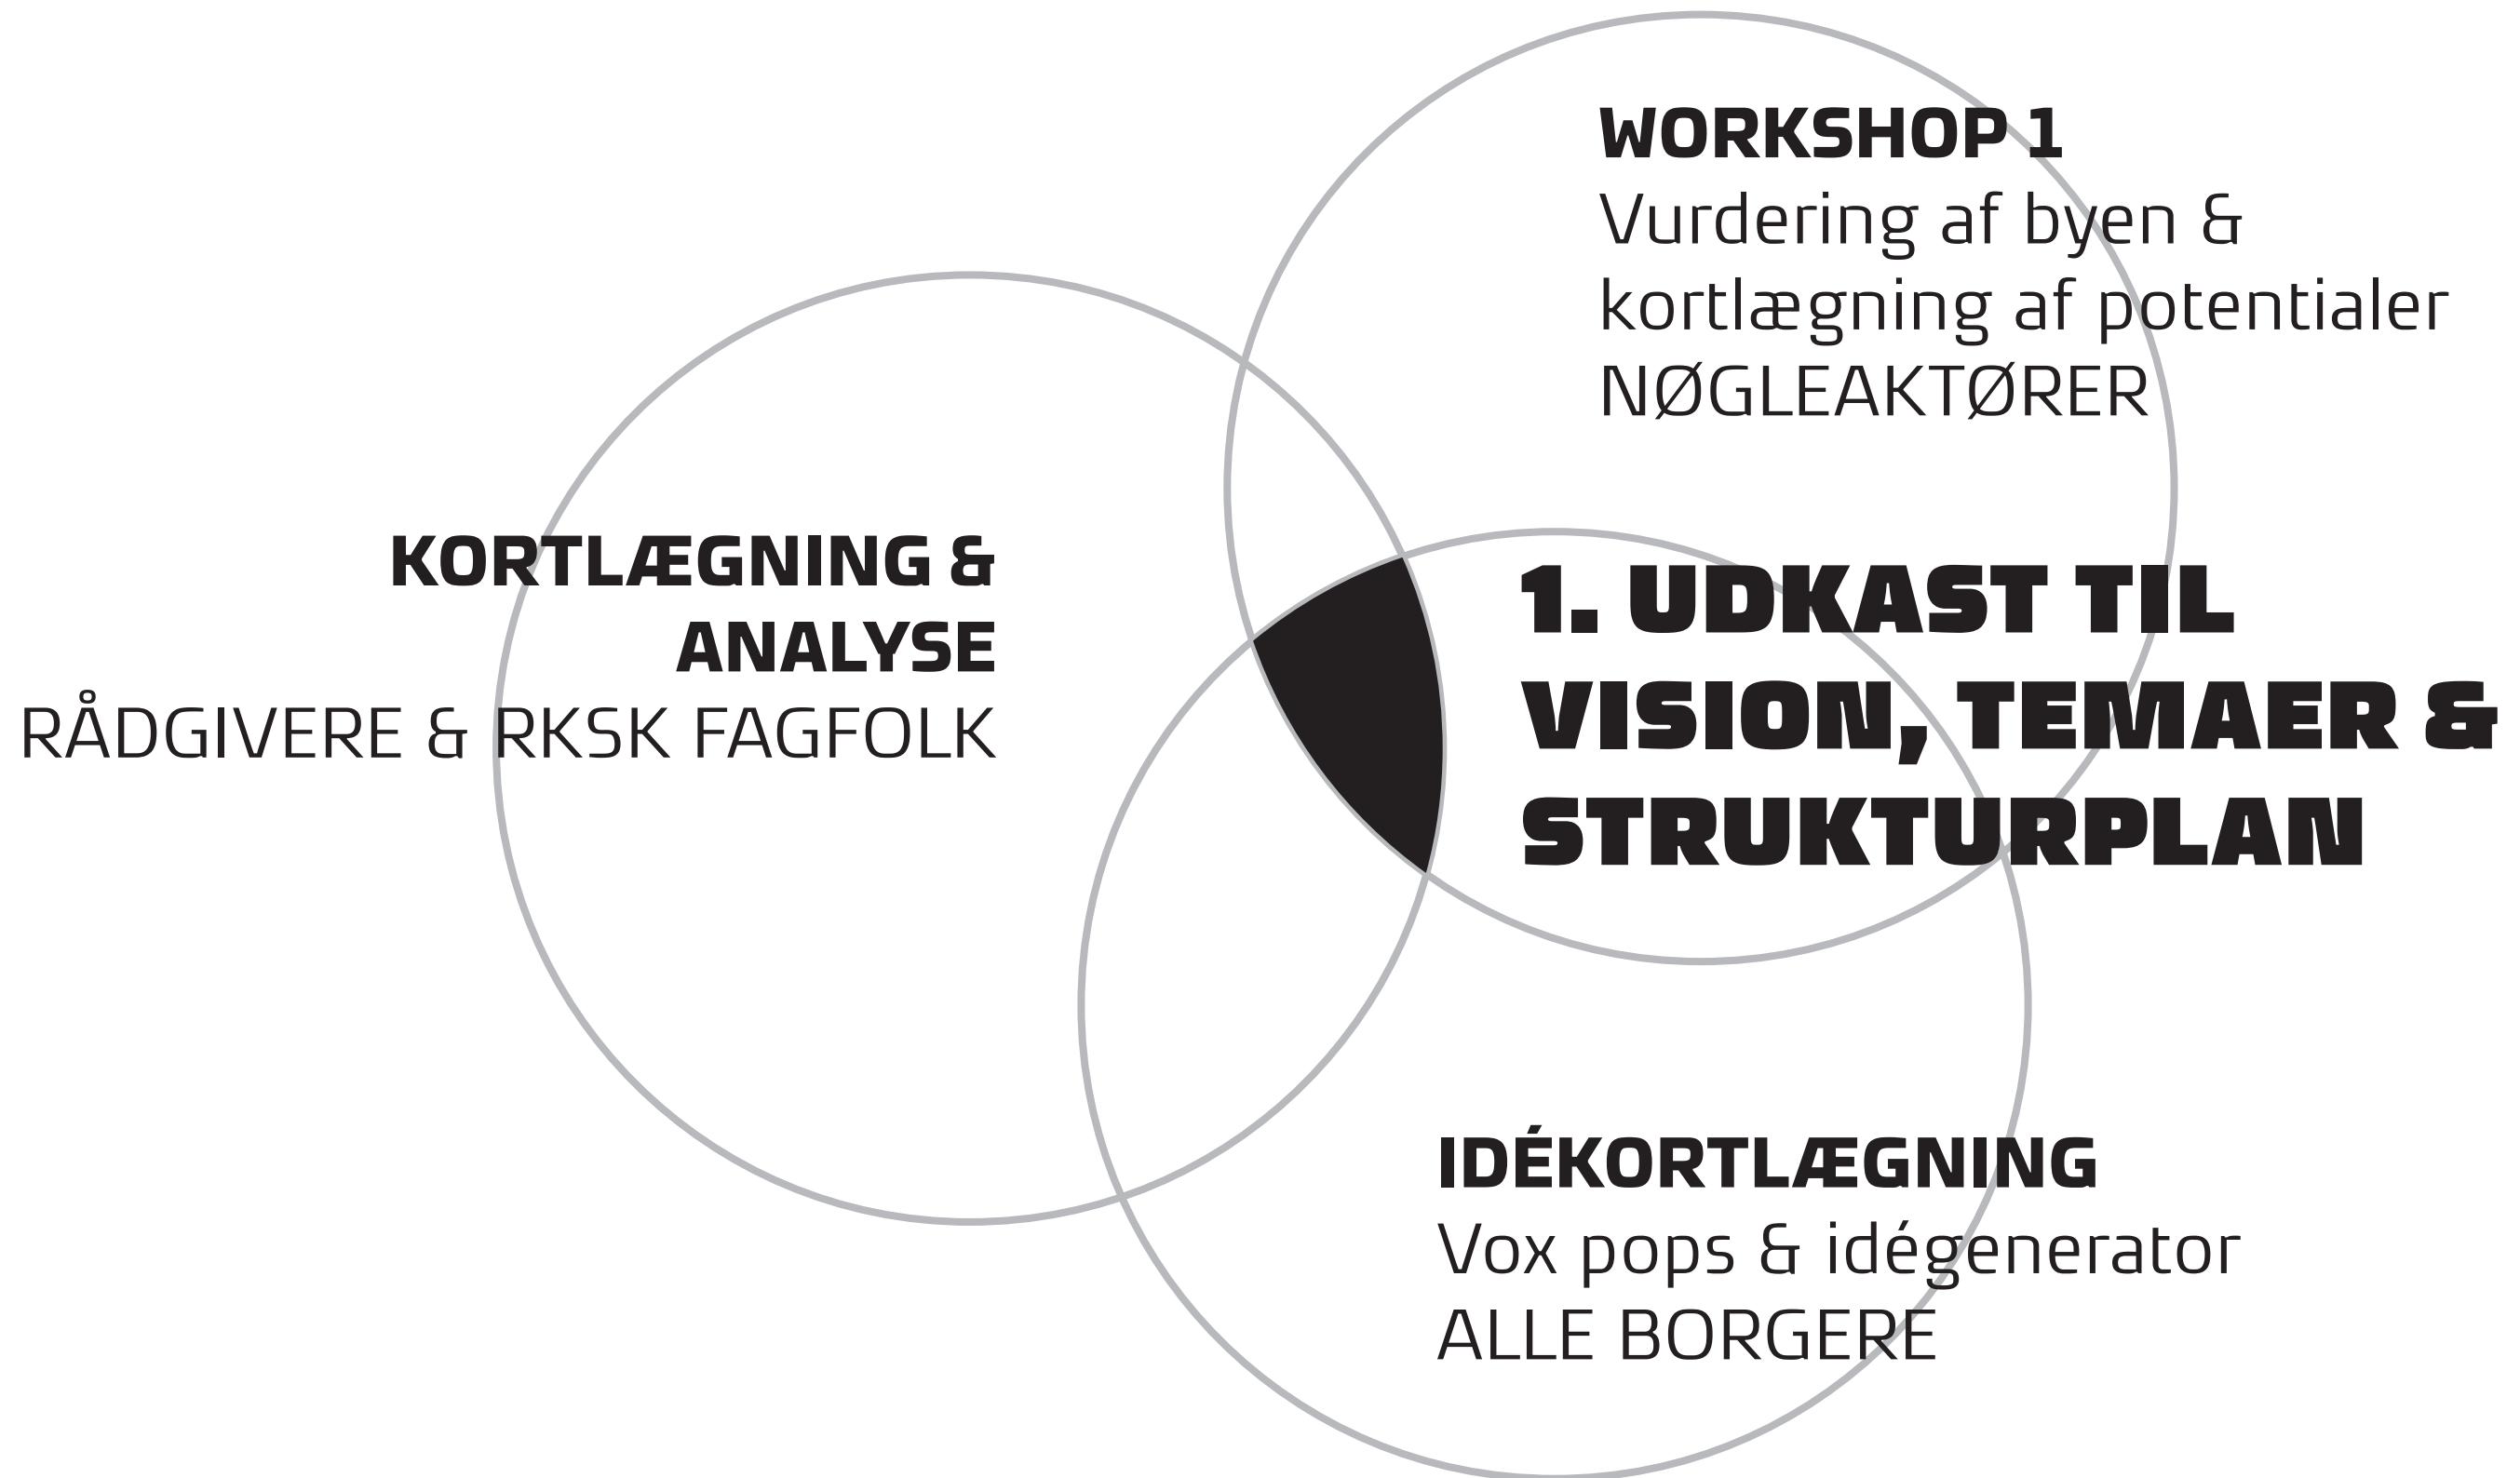 WORKSHOP 1
Vurdering af byen &
kortlægning af potentialer
NØGLEAKTØRER
KORTLÆGNING &
ANALYSE
RÅDGIVERE & RKSK FAGFOLK
1. UDKAST TIL
VISION, TEMAER &
STRUKTURPLAN
IDÉKORTLÆGNING
Vox popps & idégenerator
ALLE BORGERE